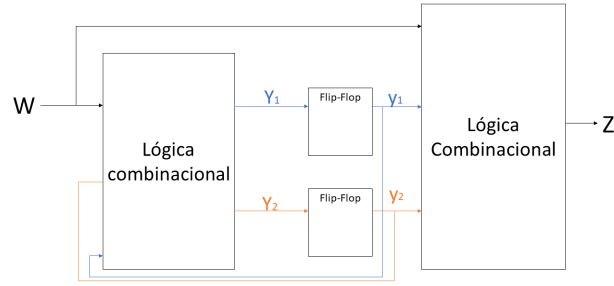 W
Lógica
combinacional
Y1
Flip-Flop
y1
Y2
Flip-Flop
y2
Lógica
Combinacional
Z